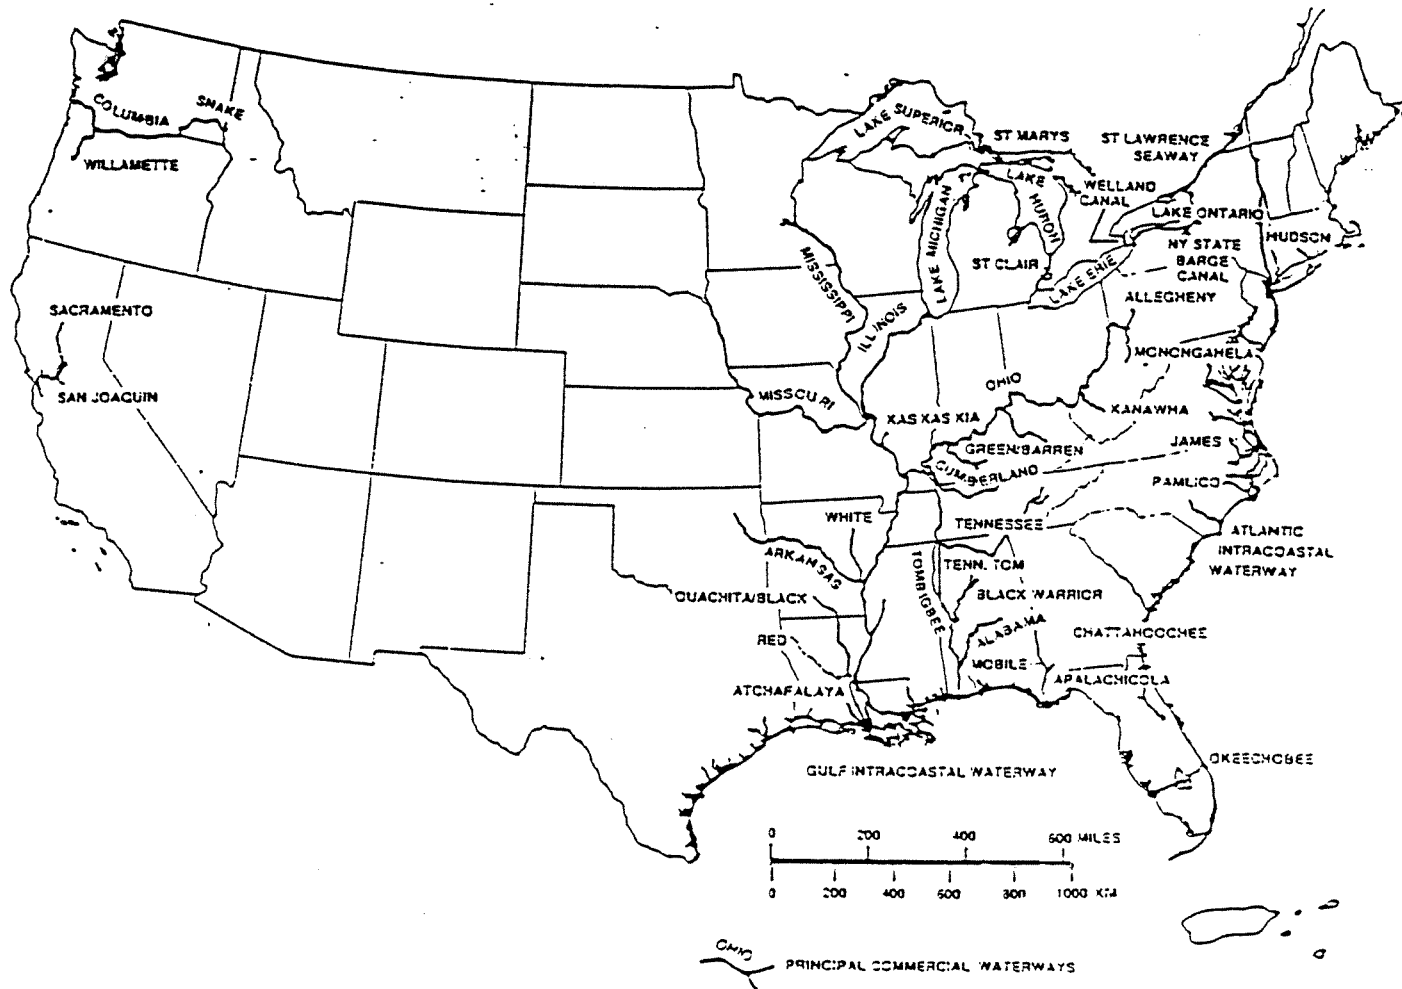 COLUMBIA
SNAKE
WILLAMETTE
SACRAMENTO
SAN JOAQUIN
LAKE SUPERIOR
ST MARYS
ST LAWRENCE
SEAWAY
LAKE
HURON
WELLAND
CANAL
LAKE MICHIGAN
LAKE ONTARIO
ST CLAIR
LAKE ERIE
NY STATE
BARGE
CANAL
HUDSON
MISSISSIPPI
ILLINOIS
ALLEGHENY
MONONGAHELA
MISSOURI
OHIO
KASKASKIA
KANAWHA
GREEN/BARREN
JAMES
CUMBERLAND
PAMLICO
WHITE
TENNESSEE
ATLANTIC
INTRACOASTAL
WATERWAY
ARKANSAS
TOMBIGBEE
TENN. TOM
OUACHITA/BLACK
BLACK WARRIOR
ALABAMA
CHATTAHOOCHEE
RED
MOBILE
APALACHICOLA
ATCHAFALAYA
OKEECHOBEE
GULF INTRACOASTAL WATERWAY
0 200 400 600 MILES
0 200 400 600 800 1000 KM
OHIO
PRINCIPAL COMMERCIAL WATERWAYS